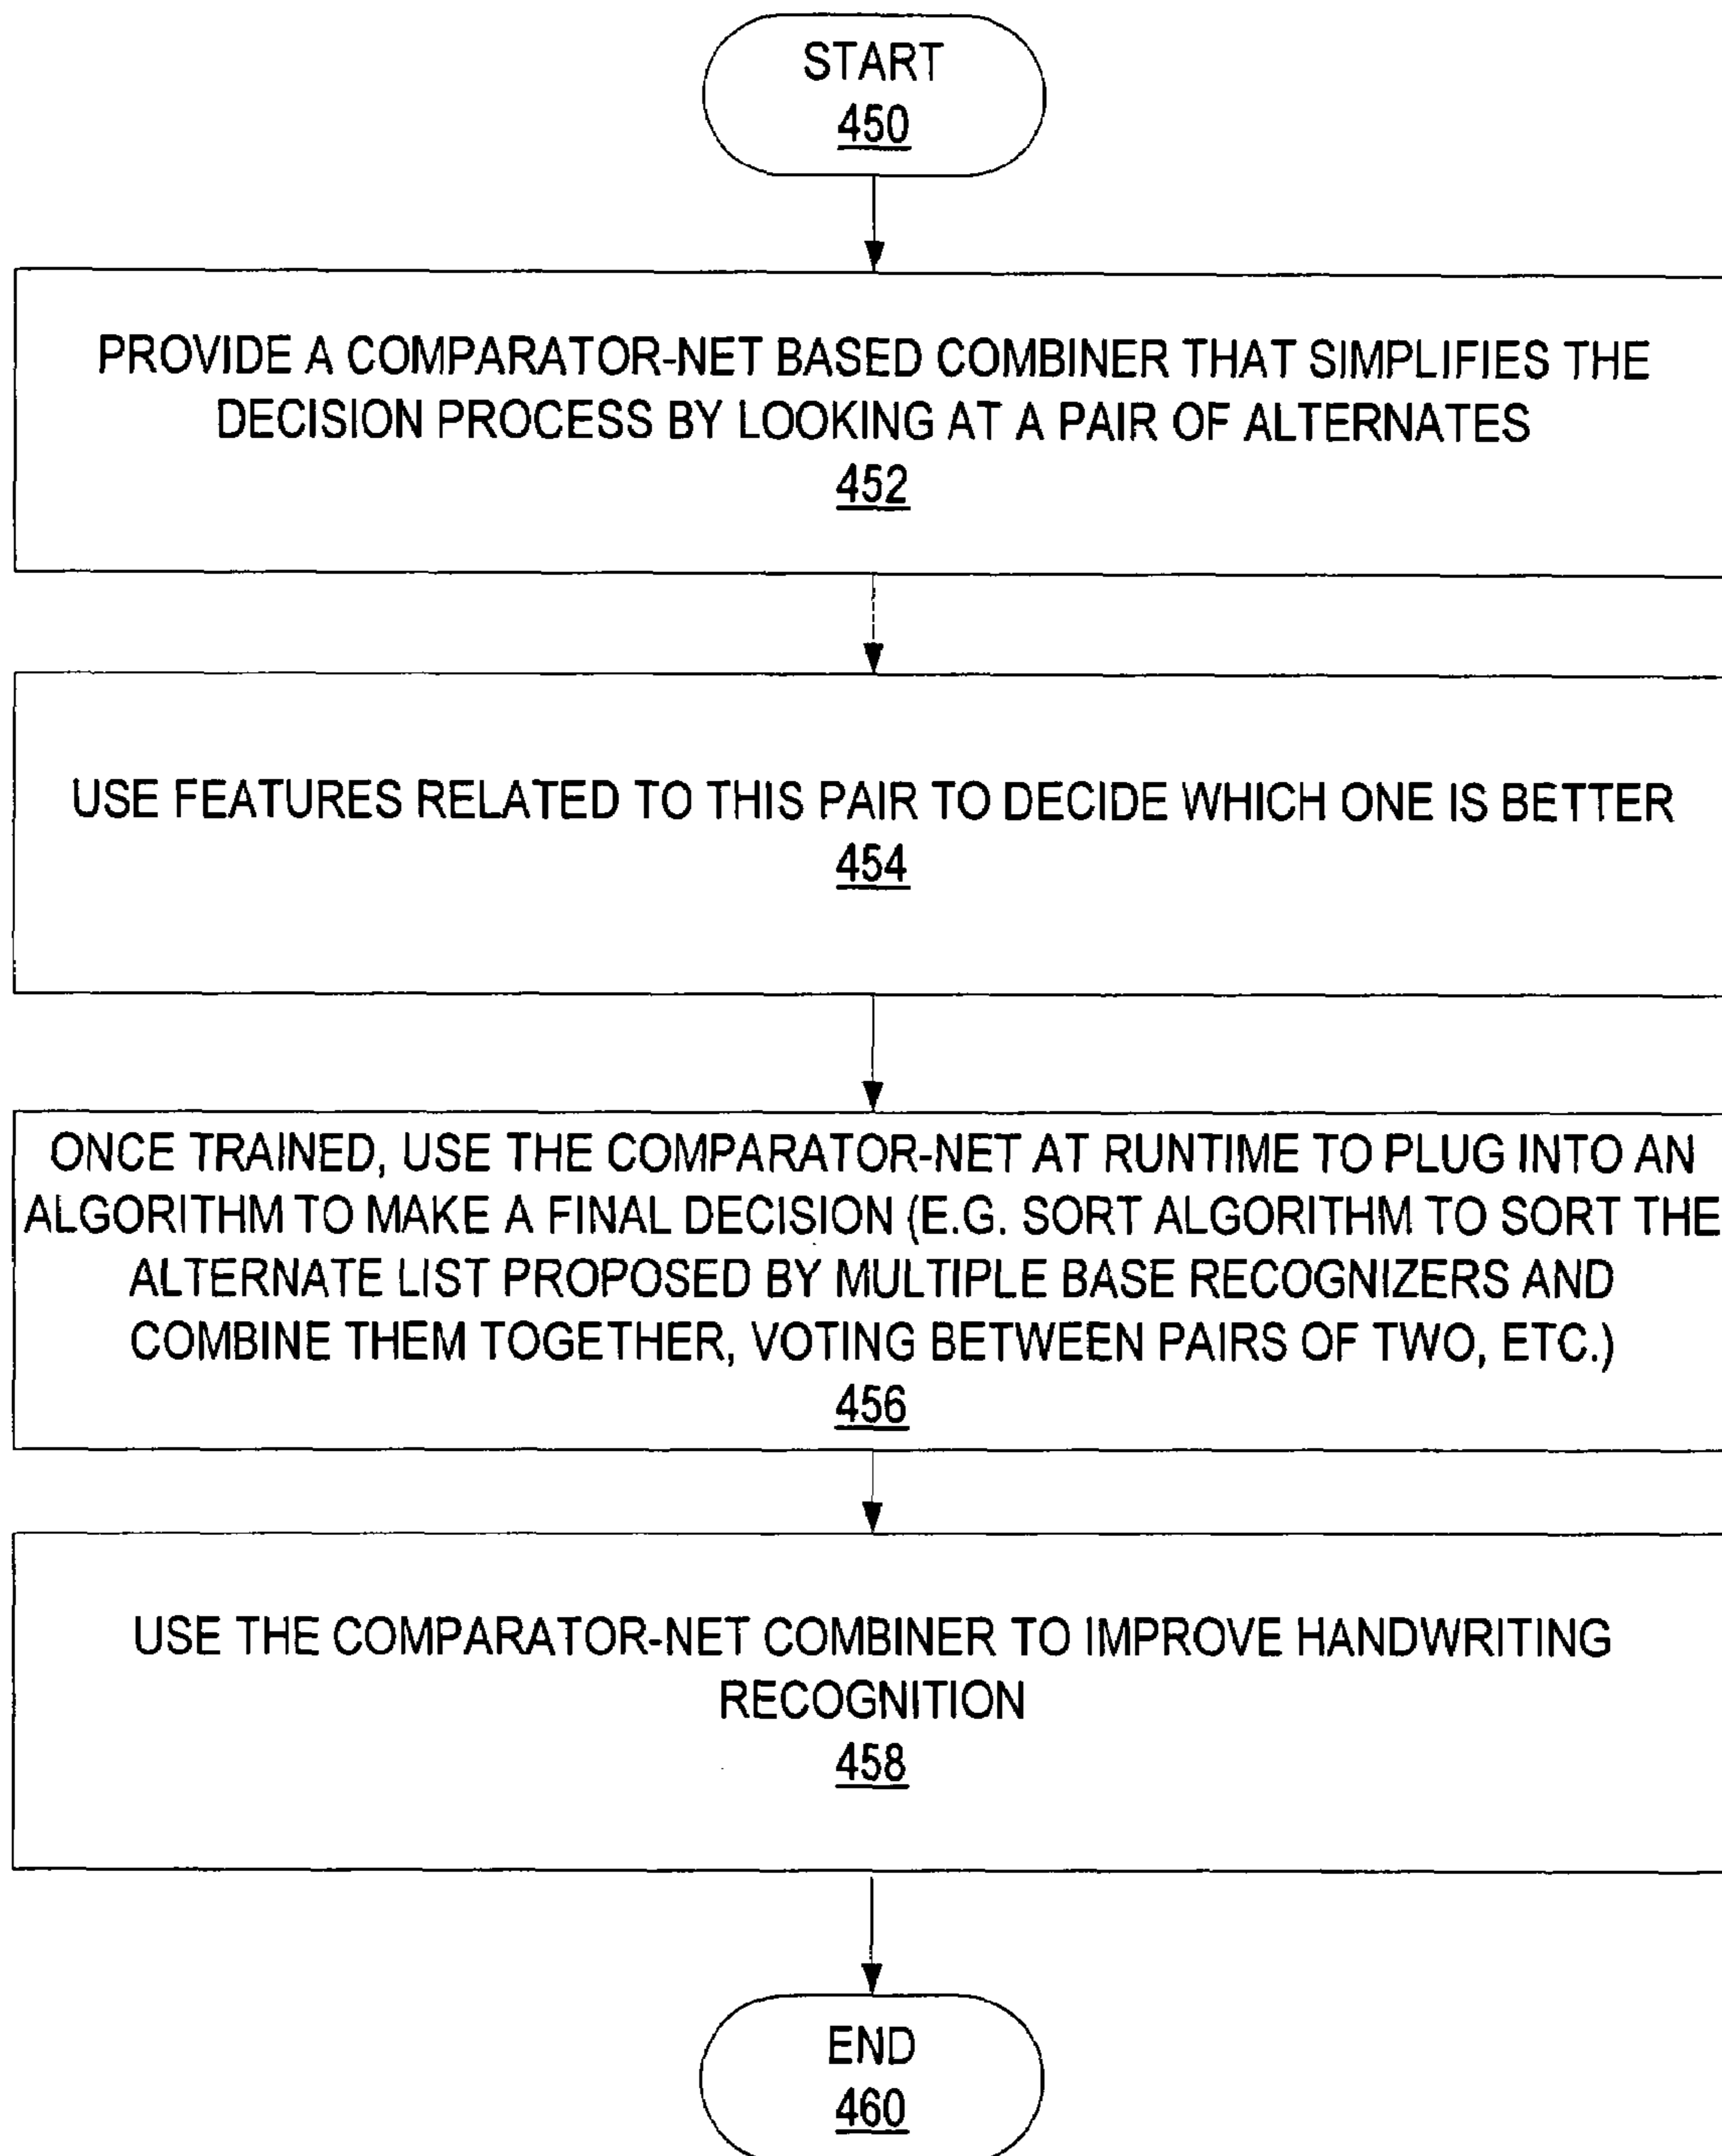 START
450
PROVIDE A COMPARATOR-NET BASED COMBINER THAT SIMPLIFIES THE
DECISION PROCESS BY LOOKING AT A PAIR OF ALTERNATES
452
USE FEATURES RELATED TO THIS PAIR TO DECIDE WHICH ONE IS BETTER
454
ONCE TRAINED, USE THE COMPARATOR-NET AT RUNTIME TO PLUG INTO AN
ALGORITHM TO MAKE A FINAL DECISION (E.G. SORT ALGORITHM TO SORT THE
ALTERNATE LIST PROPOSED BY MULTIPLE BASE RECOGNIZERS AND
COMBINE THEM TOGETHER, VOTING BETWEEN PAIRS OF TWO, ETC.)
456
USE THE COMPARATOR-NET COMBINER TO IMPROVE HANDWRITING
RECOGNITION
458
END
460